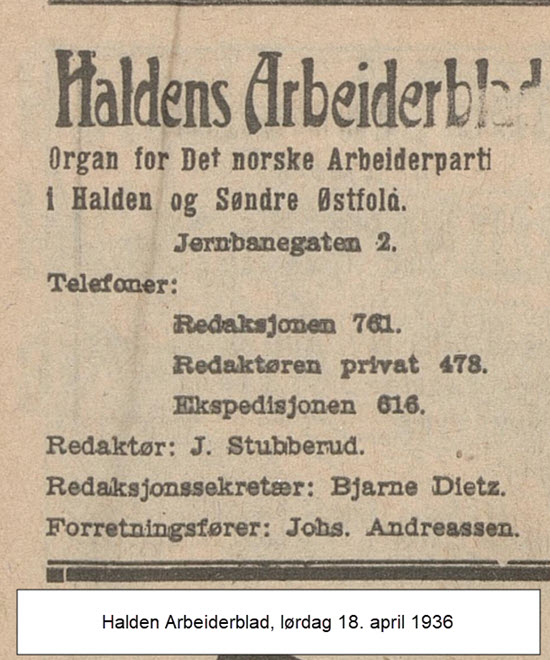 Haldens Arbeiderblad
Organ for Det norske Arbeiderparti
i Halden og Søndre Østfold.
Jernbanegaten 2.
Telefoner:
Redaksjonen 761.
Redaktøren privat 478.
Ekspedisjonen 616.
Redaktør: J. Stubberud.
Redaksjonssekretær: Bjarne Dietz.
Forretningsfører: Johs. Andreassen.
Halden Arbeiderblad, lørdag 18. april 1936